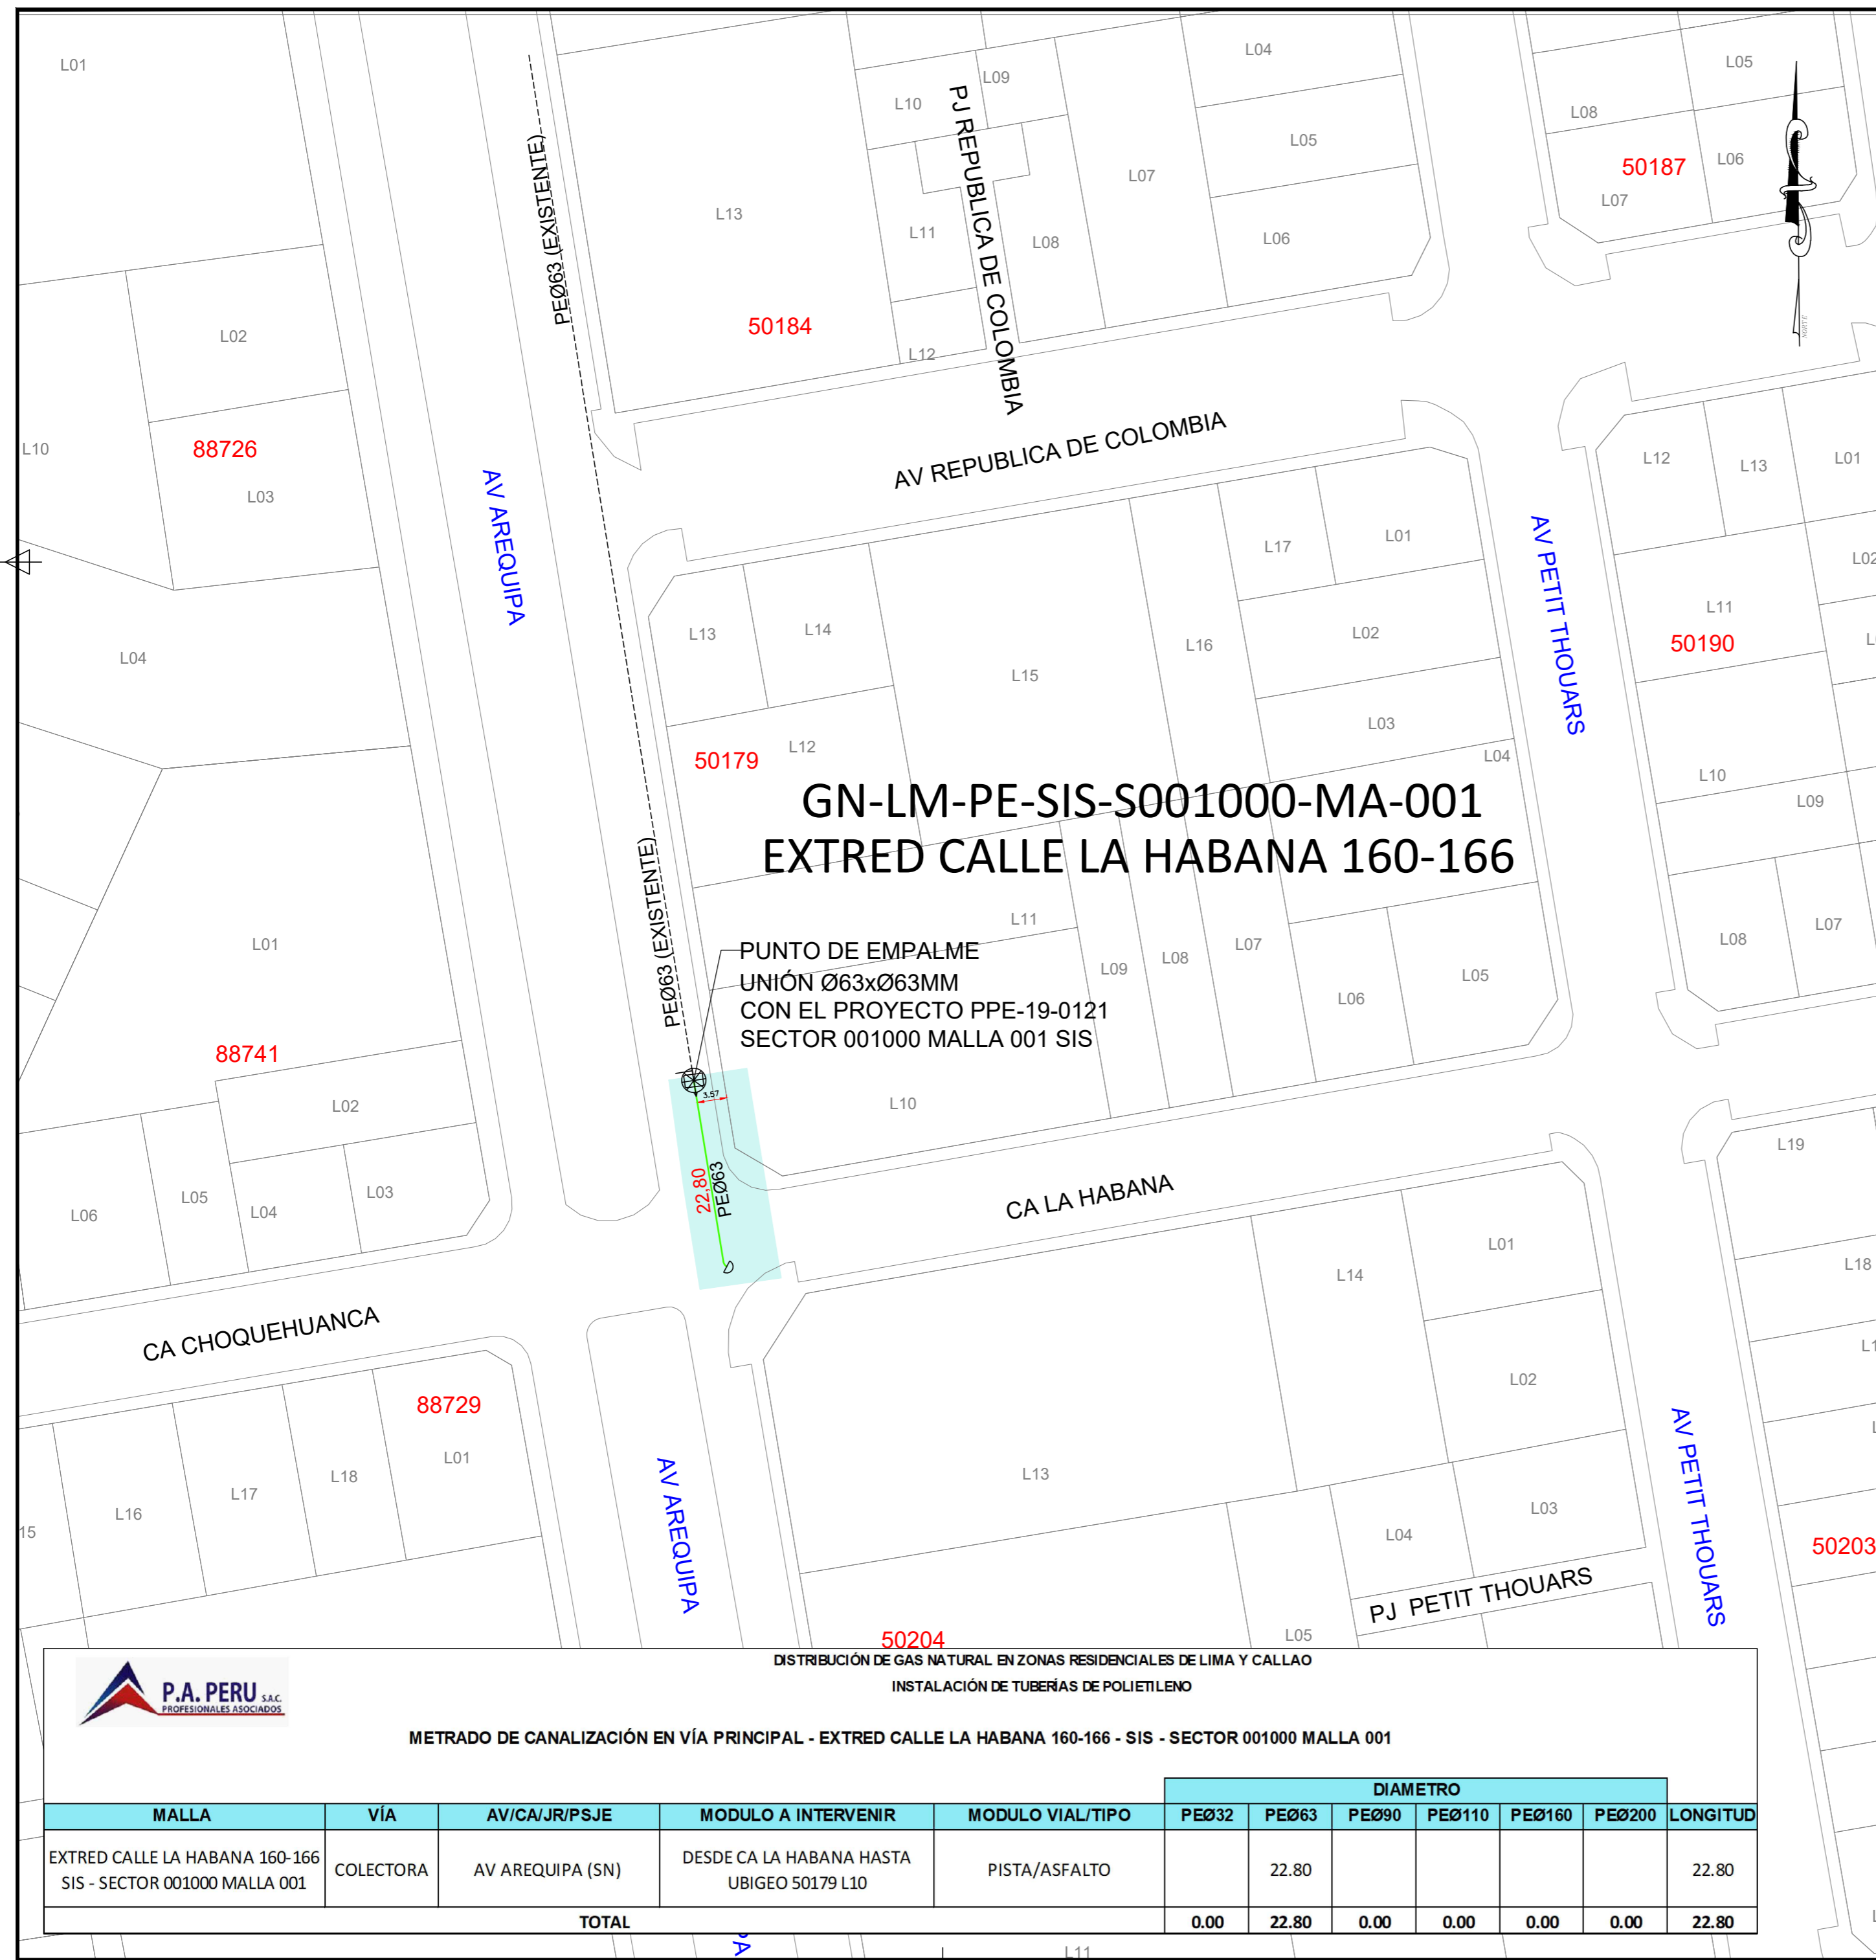 L01
L04
L05
L09
L10
L08
PJ REPUBLICA DE COLOMBIA
PEØ63 (EXISTENTE)
L05
50187
L06
L07
L07
L13
L11
L08
L06
NORTE
50184
L02
L12
AV REPUBLICA DE COLOMBIA
L10
88726
L03
L12
L13
L01
AV AREQUIPA
AV PETIT THOUARS
L17
L01
L02
L13
L14
L16
L02
L11
50190
L
L04
L15
L03
50179
L12
L04
L10
L09
GN-LM-PE-SIS-S001000-MA-001
EXTRED CALLE LA HABANA 160-166
PEØ63 (EXISTENTE)
L01
L11
L09
L08
L07
L05
L06
L08
L07
PUNTO DE EMPALME
UNIÓN Ø63xØ63MM
CON EL PROYECTO PPE-19-0121
SECTOR 001000 MALLA 001 SIS
88741
3.57
L02
L10
L19
22,80
PEØ63
CA LA HABANA
L06
L05
L04
L03
L14
L01
L18
CA CHOQUEHUANCA
L1
L02
88729
L01
L13
L18
L17
L16
15
AV AREQUIPA
AV PETIT THOUARS
L
L04
L03
50203
PJ PETIT THOUARS
50204
L05
P.A. PERU S.A.C.
PROFESIONALES ASOCIADOS
DISTRIBUCIÓN DE GAS NATURAL EN ZONAS RESIDENCIALES DE LIMA Y CALLAO
INSTALACIÓN DE TUBERÍAS DE POLIETILENO
METRADO DE CANALIZACIÓN EN VÍA PRINCIPAL - EXTRED CALLE LA HABANA 160-166 - SIS - SECTOR 001000 MALLA 001
DIAMETRO
MALLA VÍA AV/CA/JR/PSJE MODULO A INTERVENIR MODULO VIAL/TIPO PEØ32 PEØ63 PEØ90 PEØ110 PEØ160 PEØ200 LONGITUD
EXTRED CALLE LA HABANA 160-166
SIS - SECTOR 001000 MALLA 001
COLECTORA
AV AREQUIPA (SN)
DESDE CA LA HABANA HASTA
UBIGEO 50179 L10
PISTA/ASFALTO
22.80
22.80
TOTAL 0.00 22.80 0.00 0.00 0.00 0.00 22.80
PA
L11
L